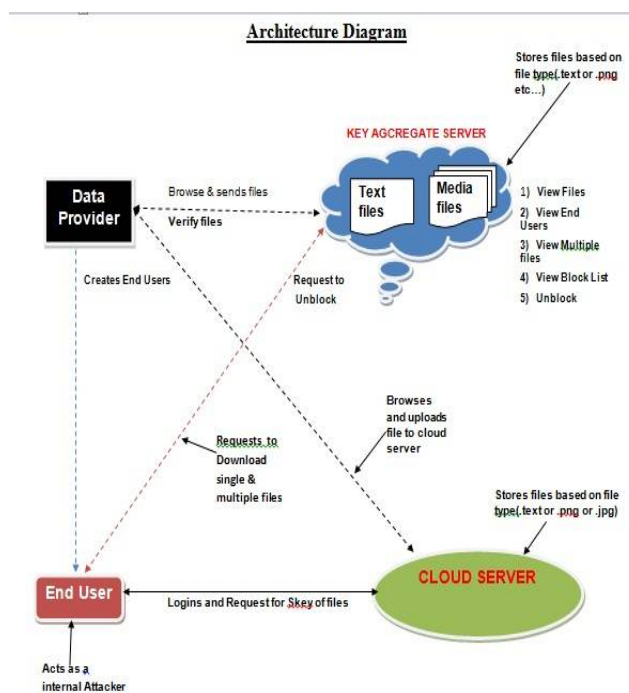 Architecture Diagram
Stores files based on
file type(.text or .png
etc...)
KEY AGCREGATE SERVER
Data
Provider
Browse & sends files
Verify files
Text
files
Media
files
1) View Files
2) View End
Users
3) View Multiple
files
4) View Block List
5) Unblock
Creates End Users
Request to
Unblock
Browses
and uploads
file to cloud
server
Requests to
Download
single &
multiple files
Stores files based on file
type(.text or .png or .jpg)
End User
Logins and Request for Skey of files
CLOUD SERVER
Acts as a
internal Attacker